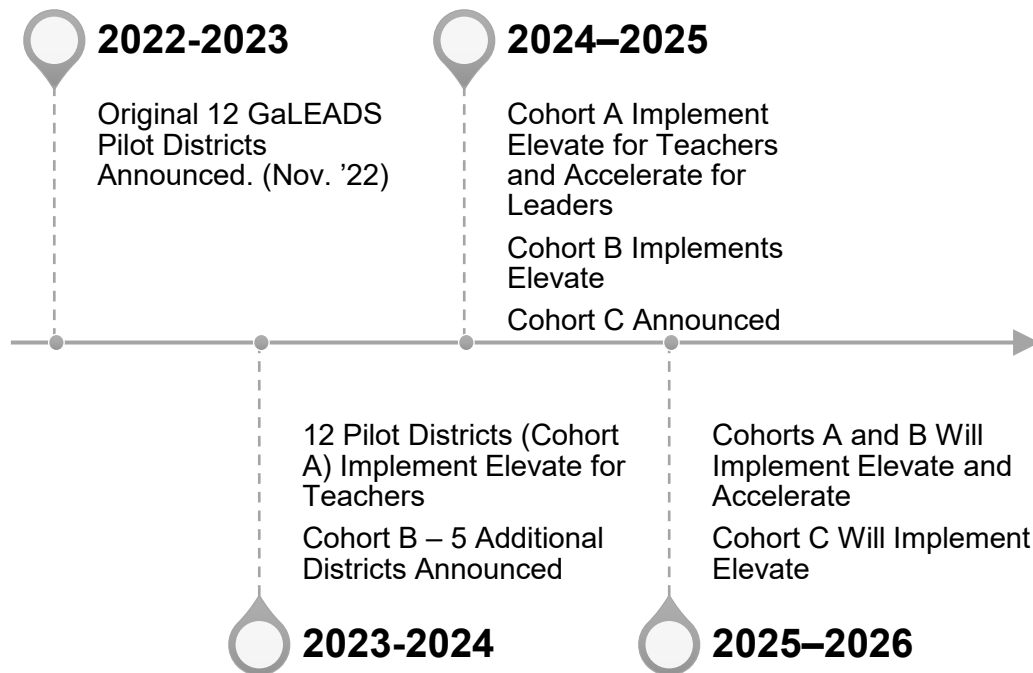 2022-2023
Original 12 GaLEADS
Pilot Districts
Announced. (Nov. ’22)
2024–2025
Cohort A Implement
Elevate for Teachers
and Accelerate for
Leaders
Cohort B Implements
Elevate
Cohort C Announced
12 Pilot Districts (Cohort
A) Implement Elevate for
Teachers
Cohort B – 5 Additional
Districts Announced
2023-2024
Cohorts A and B Will
Implement Elevate and
Accelerate
Cohort C Will Implement
Elevate
2025–2026